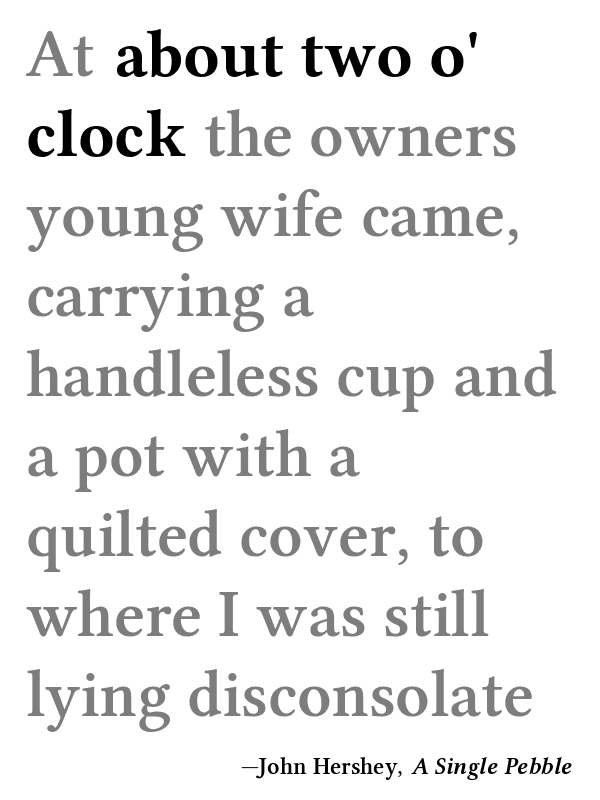 At about two o'
clock the owners
young wife came,
carrying a
handleless cup and
a pot with a
quilted cover, to
where I was still
lying disconsolate
—John Hershey, A Single Pebble